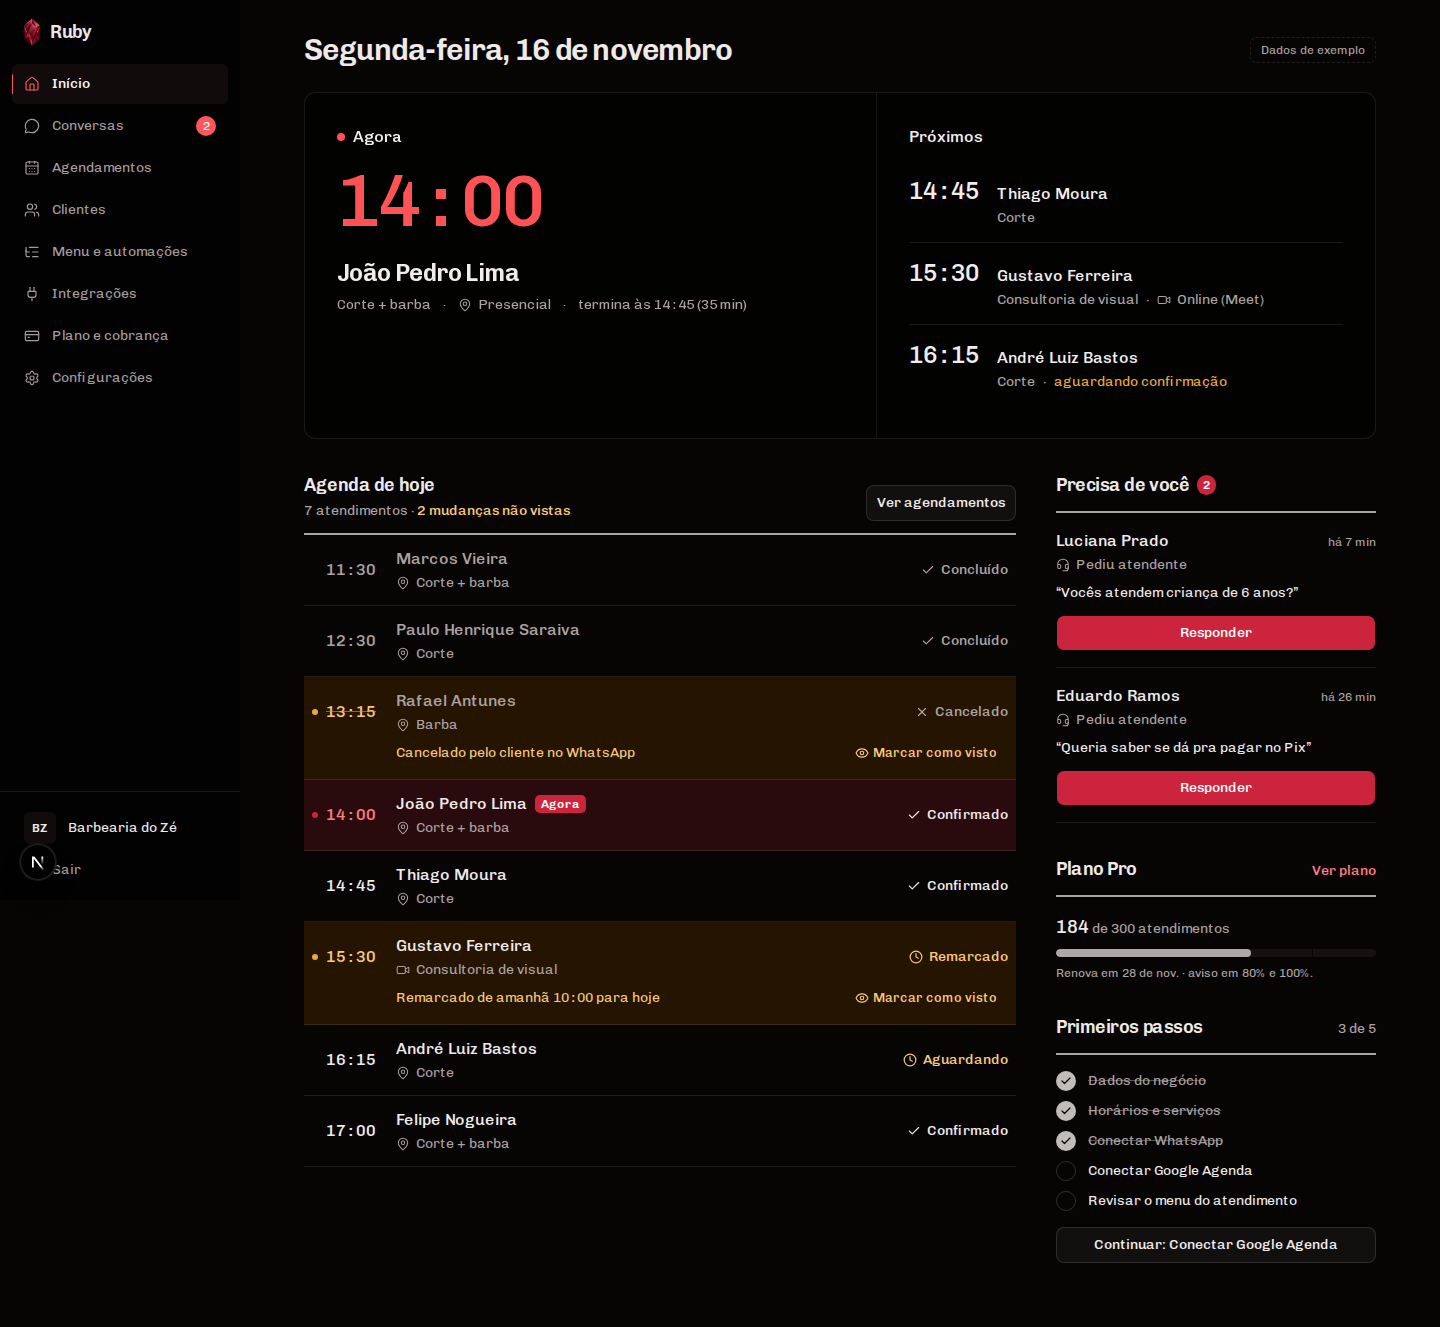 Ruby
Início
Conversas 2
Agendamentos
Clientes
Menu e automações
Integrações
Plano e cobrança
Configurações
BZ Barbearia do Zé
N Sair
Segunda-feira, 16 de novembro
Dados de exemplo
Agora
14:00
João Pedro Lima
Corte + barba · Presencial · termina às 14:45 (35 min)
Próximos
14:45 Thiago Moura
Corte
15:30 Gustavo Ferreira
Consultoria de visual · Online (Meet)
16:15 André Luiz Bastos
Corte · aguardando confirmação
Agenda de hoje
7 atendimentos · 2 mudanças não vistas
Ver agendamentos
11:30 Marcos Vieira
Corte + barba
Concluído
12:30 Paulo Henrique Saraiva
Corte
Concluído
13:15 Rafael Antunes
Barba
Cancelado
Cancelado pelo cliente no WhatsApp
Marcar como visto
14:00 João Pedro Lima Agora
Corte + barba
Confirmado
14:45 Thiago Moura
Corte
Confirmado
15:30 Gustavo Ferreira
Consultoria de visual
Remarcado
Remarcado de amanhã 10:00 para hoje
Marcar como visto
16:15 André Luiz Bastos
Corte
Aguardando
17:00 Felipe Nogueira
Corte + barba
Confirmado
Precisa de você 2
Luciana Prado há 7 min
Pediu atendente
“Vocês atendem criança de 6 anos?”
Responder
Eduardo Ramos há 26 min
Pediu atendente
“Queria saber se dá pra pagar no Pix”
Responder
Plano Pro Ver plano
184 de 300 atendimentos
Renova em 28 de nov. · aviso em 80% e 100%.
Primeiros passos 3 de 5
Dados do negócio
Horários e serviços
Conectar WhatsApp
Conectar Google Agenda
Revisar o menu do atendimento
Continuar: Conectar Google Agenda